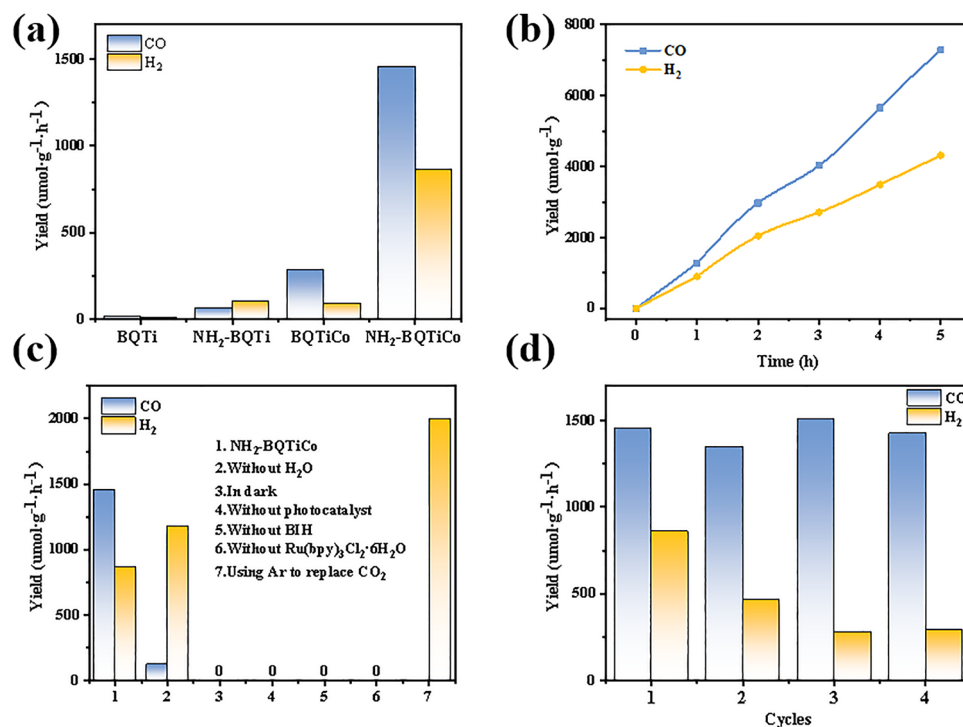 (a)
CO
H₂
Yield (umol·g⁻¹·h⁻¹)
1500
1000
500
0
BQTi NH₂-BQTi BQTiCo NH₂-BQTiCo
(b)
CO
H₂
Yield (umol·g⁻¹)
8000
6000
4000
2000
0
0 1 2 3 4 5
Time (h)
(c)
CO
H₂
Yield (umol·g⁻¹·h⁻¹)
2000
1500
1000
500
0
1. NH₂-BQTiCo
2.Without H₂O
3.In dark
4.Without photocatalyst
5.Without BIH
6.Without Ru(bpy)₃Cl₂·6H₂O
7.Using Ar to replace CO₂
0 0 0 0
1 2 3 4 5 6 7
(d)
CO
H₂
Yield (umol·g⁻¹·h⁻¹)
1500
1000
500
0
1 2 3 4
Cycles